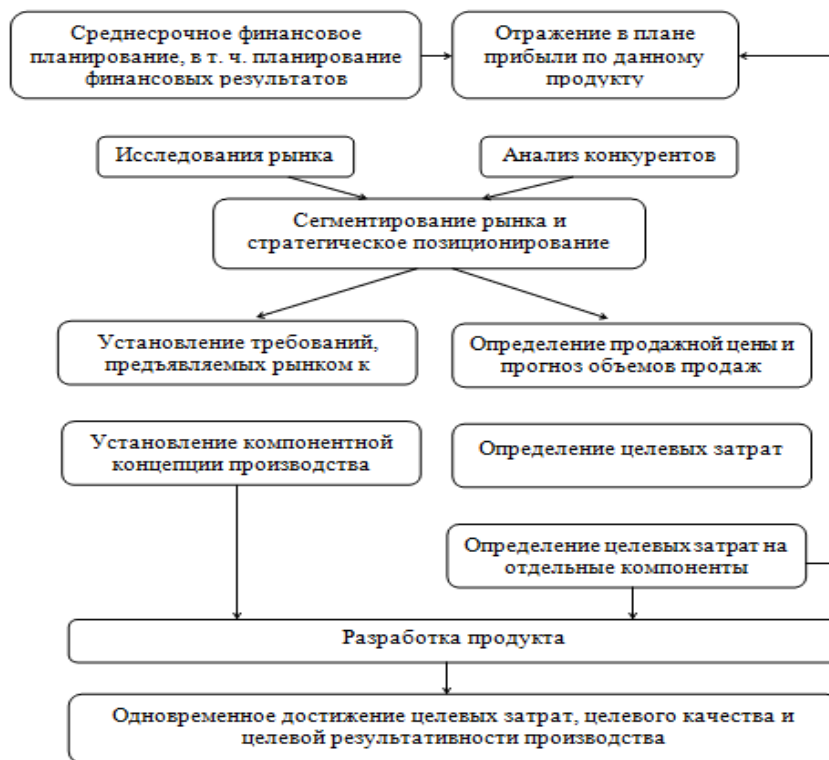 Среднесрочное финансовое
планирование, в т. ч. планирование
финансовых результатов
Отражение в плане
прибыли по данному
продукту
Исследования рынка
Анализ конкурентов
Сегментирование рынка и
стратегическое позиционирование
Установление требований,
предъявляемых рынком к
Определение продажной цены и
прогноз объемов продаж
Установление компонентной
концепции производства
Определение целевых затрат
Определение целевых затрат на
отдельные компоненты
Разработка продукта
Одновременное достижение целевых затрат, целевого качества и
целевой результативности производства